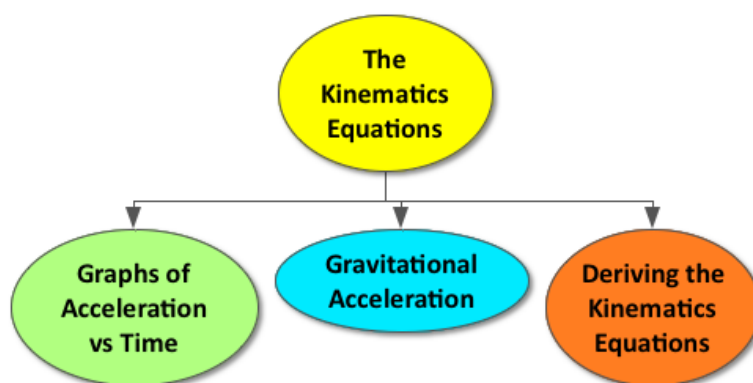 The
Kinematics
Equations
Graphs of
Acceleration
vs Time
Gravitational
Acceleration
Deriving the
Kinematics
Equations